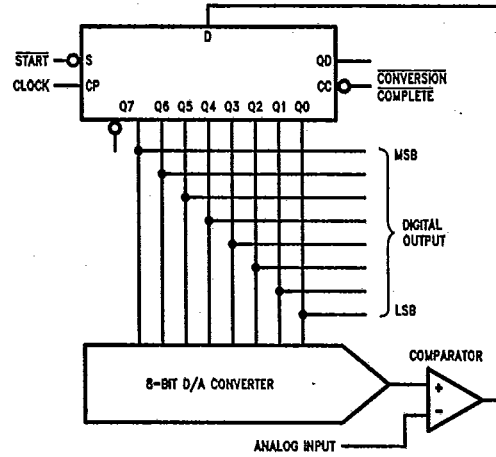 D
START
S
QD
CLOCK
CP
CC
CONVERSION
COMPLETE
Q7 Q6 Q5 Q4 Q3 Q2 Q1 Q0
MSB
DIGITAL
OUTPUT
LSB
8-BIT D/A CONVERTER
COMPARATOR
+
-
ANALOG INPUT